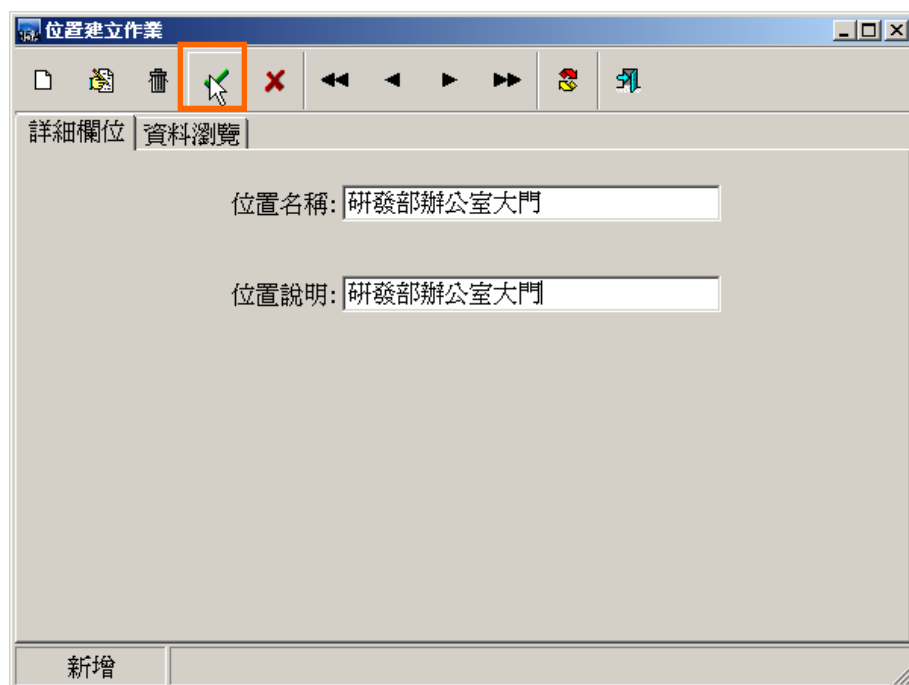 位置建立作業
詳細欄位 資料瀏覽
位置名稱: 研發部辦公室大門
位置說明: 研發部辦公室大門
新增